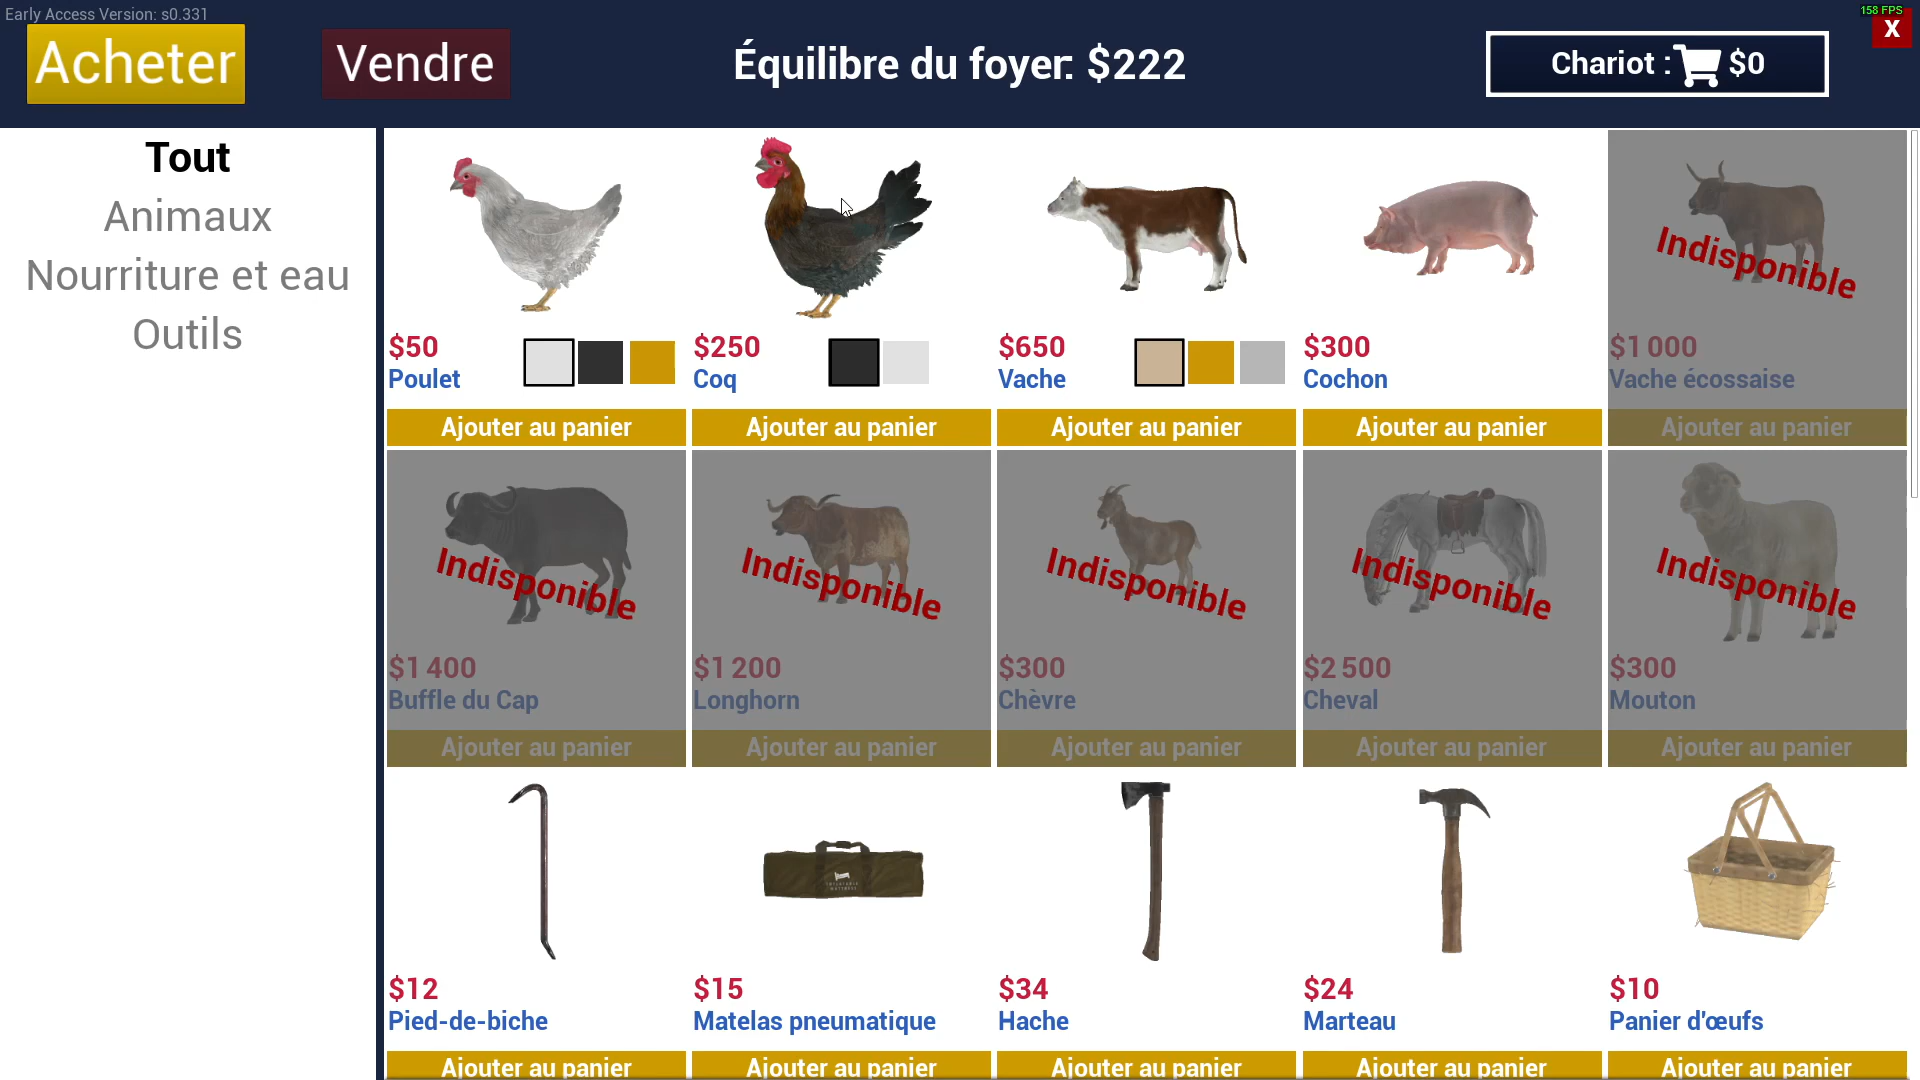 Early Access Version: s0.331
158 FPS
X
Acheter
Vendre
Équilibre du foyer: $222
Chariot : $0
Tout
Animaux
Nourriture et eau
Outils
$50
Poulet
Ajouter au panier
$250
Coq
Ajouter au panier
$650
Vache
Ajouter au panier
$300
Cochon
Ajouter au panier
Indisponible
$1 000
Vache écossaise
Ajouter au panier
Indisponible
$1 400
Buffle du Cap
Ajouter au panier
Indisponible
$1 200
Longhorn
Ajouter au panier
Indisponible
$300
Chèvre
Ajouter au panier
Indisponible
$2 500
Cheval
Ajouter au panier
Indisponible
$300
Mouton
Ajouter au panier
$12
Pied-de-biche
Ajouter au panier
$15
Matelas pneumatique
Ajouter au panier
$34
Hache
Ajouter au panier
$24
Marteau
Ajouter au panier
$10
Panier d'œufs
Ajouter au panier